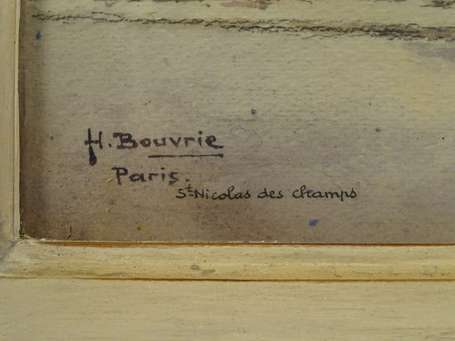 H. Bouvrie
Paris.
St Nicolas des champs